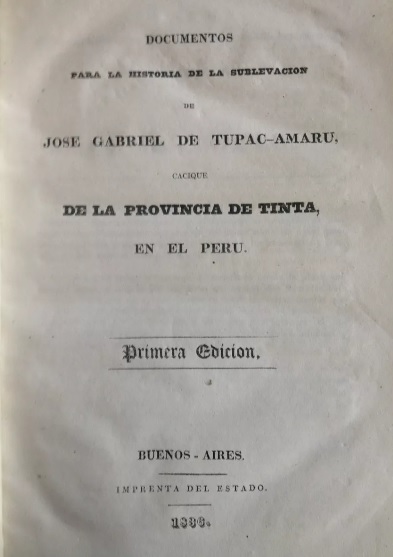 DOCUMENTOS
PARA LA HISTORIA DE LA SUBLEVACION
DE
JOSE GABRIEL DE TUPAC-AMARU,
CACIQUE
DE LA PROVINCIA DE TINTA,
EN EL PERU.
Primera Edicion.
BUENOS-AIRES.
IMPRENTA DEL ESTADO.
1836.